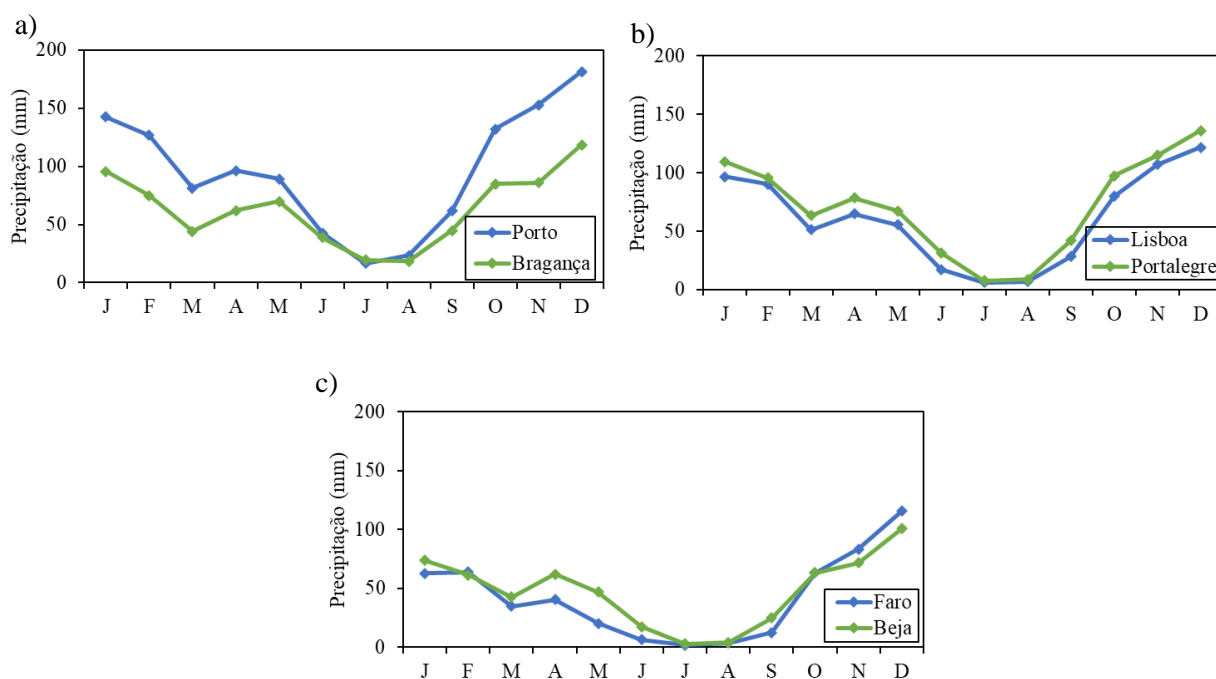 a)
Precipitação (mm)
200
150
100
50
0
J F M A M J J A S O N D
Porto
Bragança
b)
Precipitação (mm)
200
150
100
50
0
J F M A M J J A S O N D
Lisboa
Portalegre
c)
Precipitação (mm)
200
150
100
50
0
J F M A M J J A S O N D
Faro
Beja